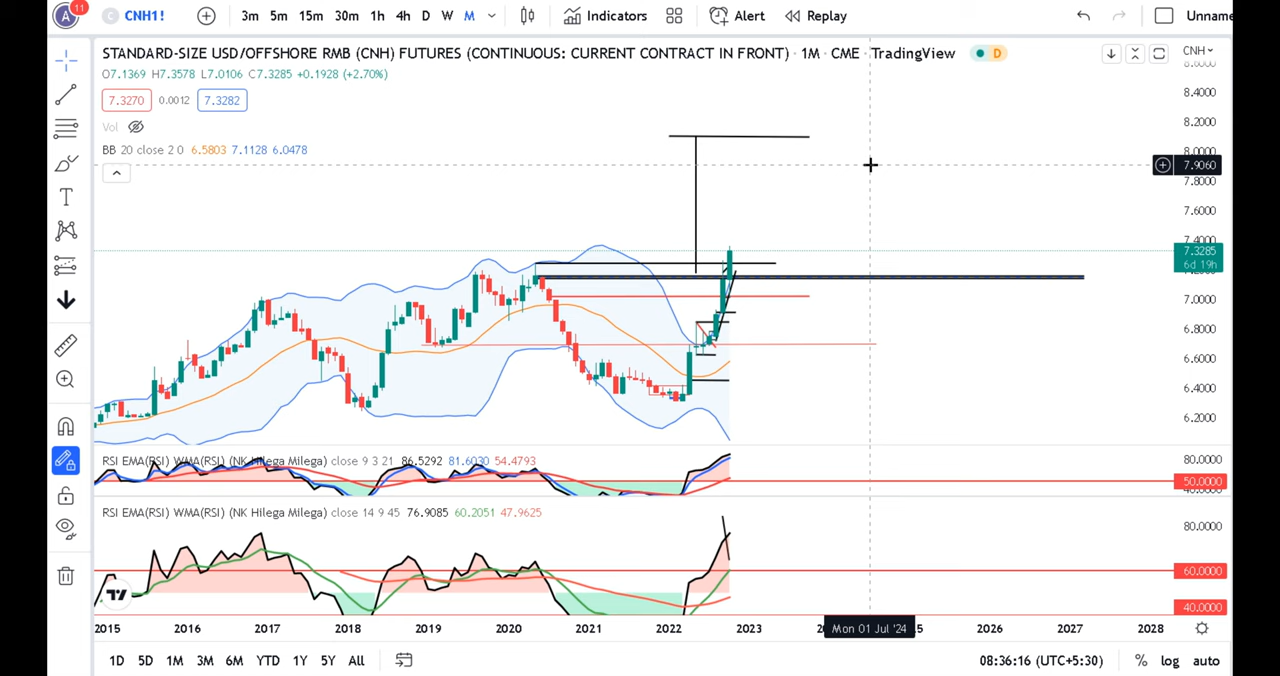 A 11 C CNH1! 3m 5m 15m 30m 1h 4h D W M Indicators Alert Replay Unname
STANDARD-SIZE USD/OFFSHORE RMB (CNH) FUTURES (CONTINUOUS: CURRENT CONTRACT IN FRONT) · 1M · CME · TradingView D CNH
O7.1369 H7.3578 L7.0106 C7.3285 +0.1928 (+2.70%)
7.3270 0.0012 7.3282
Vol
BB 20 close 2 0 6.5803 7.1128 6.0478
8.4000
8.2000
8.0000
7.9060
7.8000
7.6000
7.4000
7.3285
6d 19h
7.0000
6.8000
6.6000
6.4000
6.2000
RSI EMA(RSI) WMA(RSI) (NK Hilega Milega) close 9 3 21 86.5292 81.6030 54.4793
80.0000
50.0000
RSI EMA(RSI) WMA(RSI) (NK Hilega Milega) close 14 9 45 76.9085 60.2051 47.9625
80.0000
60.0000
40.0000
2015 2016 2017 2018 2019 2020 2021 2022 2023 Mon 01 Jul '24 2026 2027 2028
1D 5D 1M 3M 6M YTD 1Y 5Y All 08:36:16 (UTC+5:30) % log auto